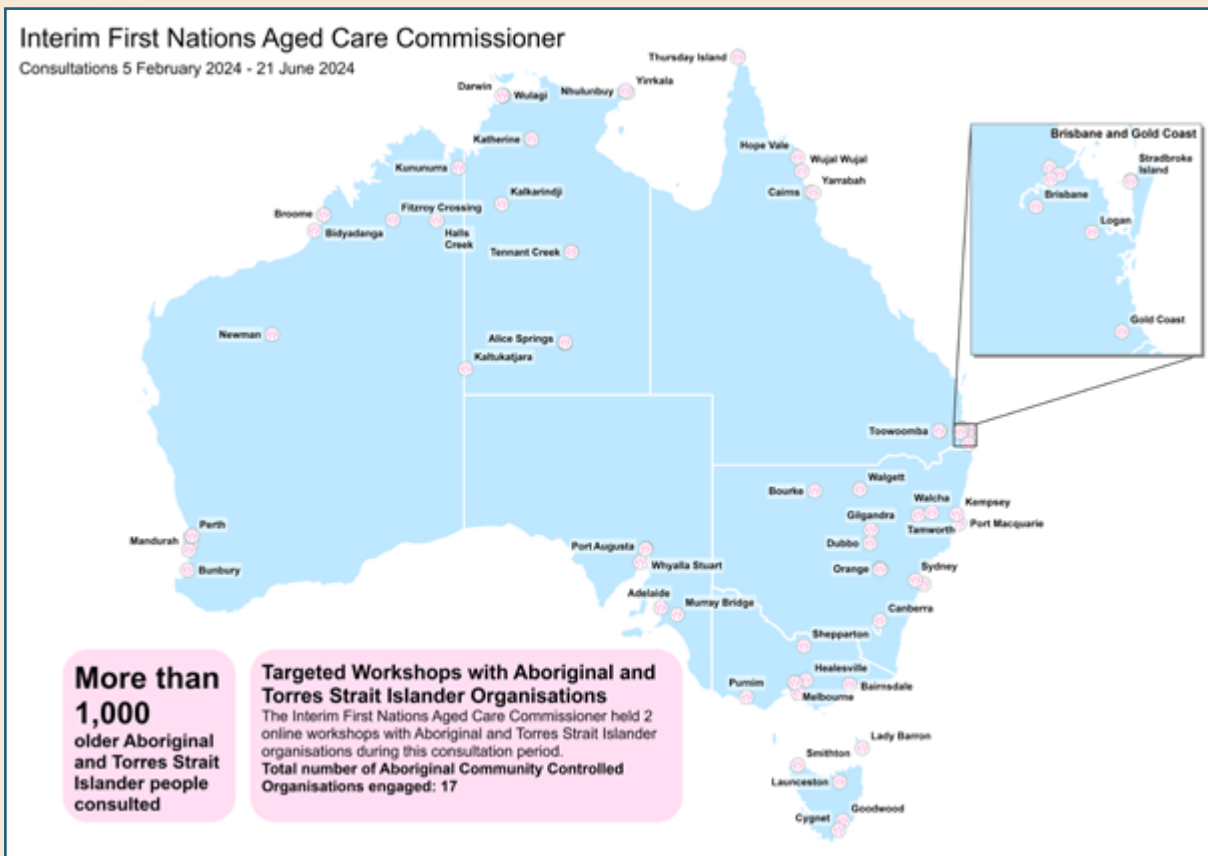 Interim First Nations Aged Care Commissioner
Consultations 5 February 2024 - 21 June 2024
Thursday Island
Darwin
Wulagi
Nhulunbuy
Yirrkala
Katherine
Kununurra
Kalkarindji
Broome
Fitzroy Crossing
Bidyadanga
Halls
Creek
Tennant Creek
Hope Vale
Wujal Wujal
Yarrabah
Cairns
Brisbane and Gold Coast
Stradbroke
Island
Brisbane
Logan
Gold Coast
Newman
Alice Springs
Kaltukatjara
Toowoomba
Bourke
Walgett
Walcha
Kempsey
Gilgandra
Tamworth
Port Macquarie
Dubbo
Orange
Sydney
Perth
Mandurah
Bunbury
Port Augusta
Whyalla Stuart
Adelaide
Murray Bridge
Canberra
Shepparton
Healesville
Purnim
Melbourne
Bairnsdale
Lady Barron
Smithton
Launceston
Goodwood
Cygnet
More than
1,000
older Aboriginal
and Torres Strait
Islander people
consulted
Targeted Workshops with Aboriginal and
Torres Strait Islander Organisations
The Interim First Nations Aged Care Commissioner held 2
online workshops with Aboriginal and Torres Strait Islander
organisations during this consultation period.
Total number of Aboriginal Community Controlled
Organisations engaged: 17